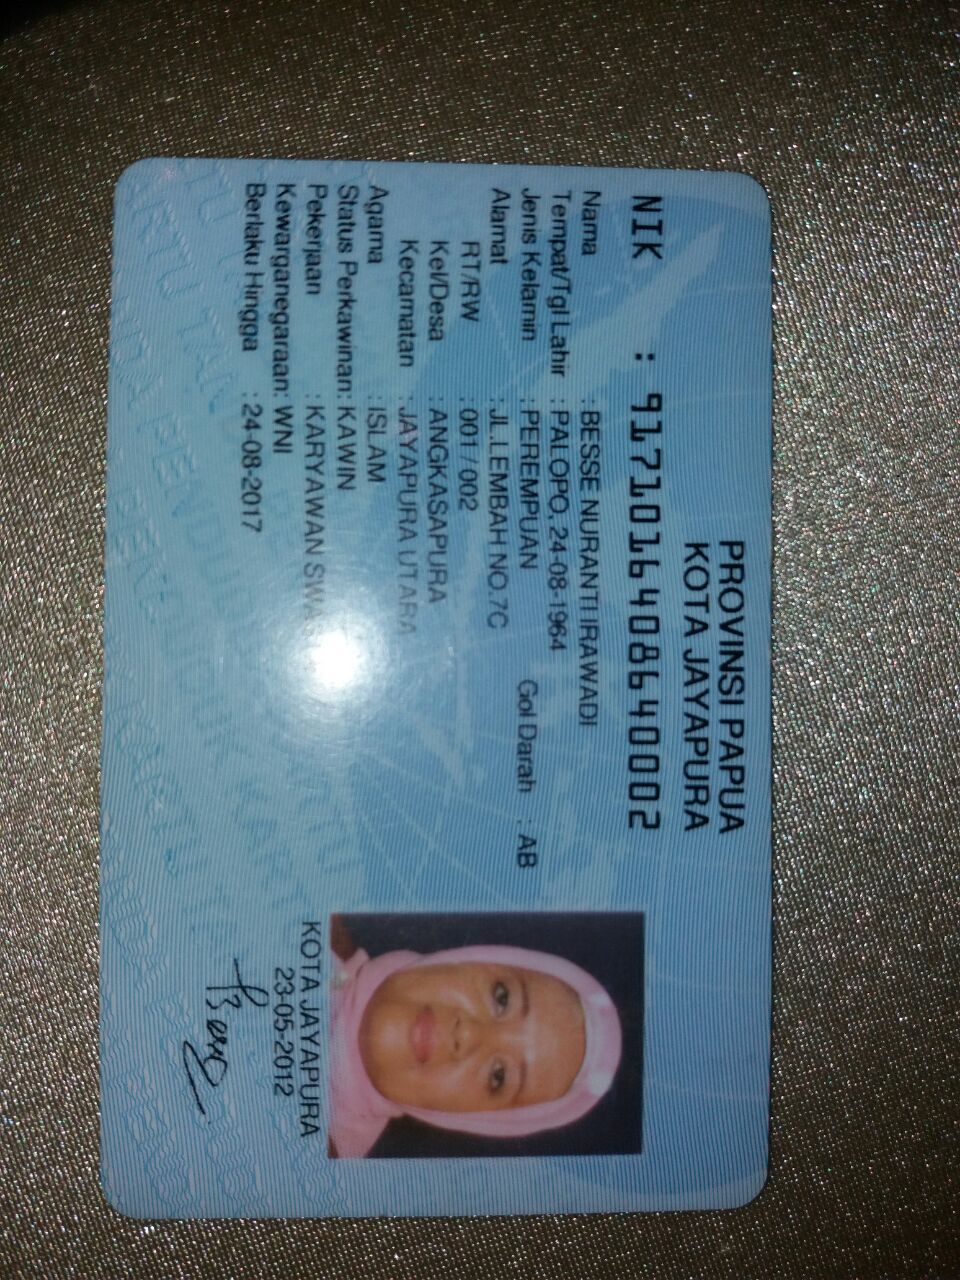 PROVINSI PAPUA
KOTA JAYAPURA
NIK : 9171016408640002
Nama : BESSE NURANTI IRAWADI
Tempat/Tgl Lahir : PALOPO, 24-08-1964
Jenis Kelamin : PEREMPUAN Gol Darah : AB
Alamat : JL.LEMBAH NO.7C
RT/RW : 001 / 002
Kel/Desa : ANGKASAPURA
Kecamatan : JAYAPURA UTARA
Agama : ISLAM
Status Perkawinan: KAWIN
Pekerjaan : KARYAWAN
Kewarganegaraan: WNI
Berlaku Hingga : 24-08-2017
KOTA JAYAPURA
23-05-2012